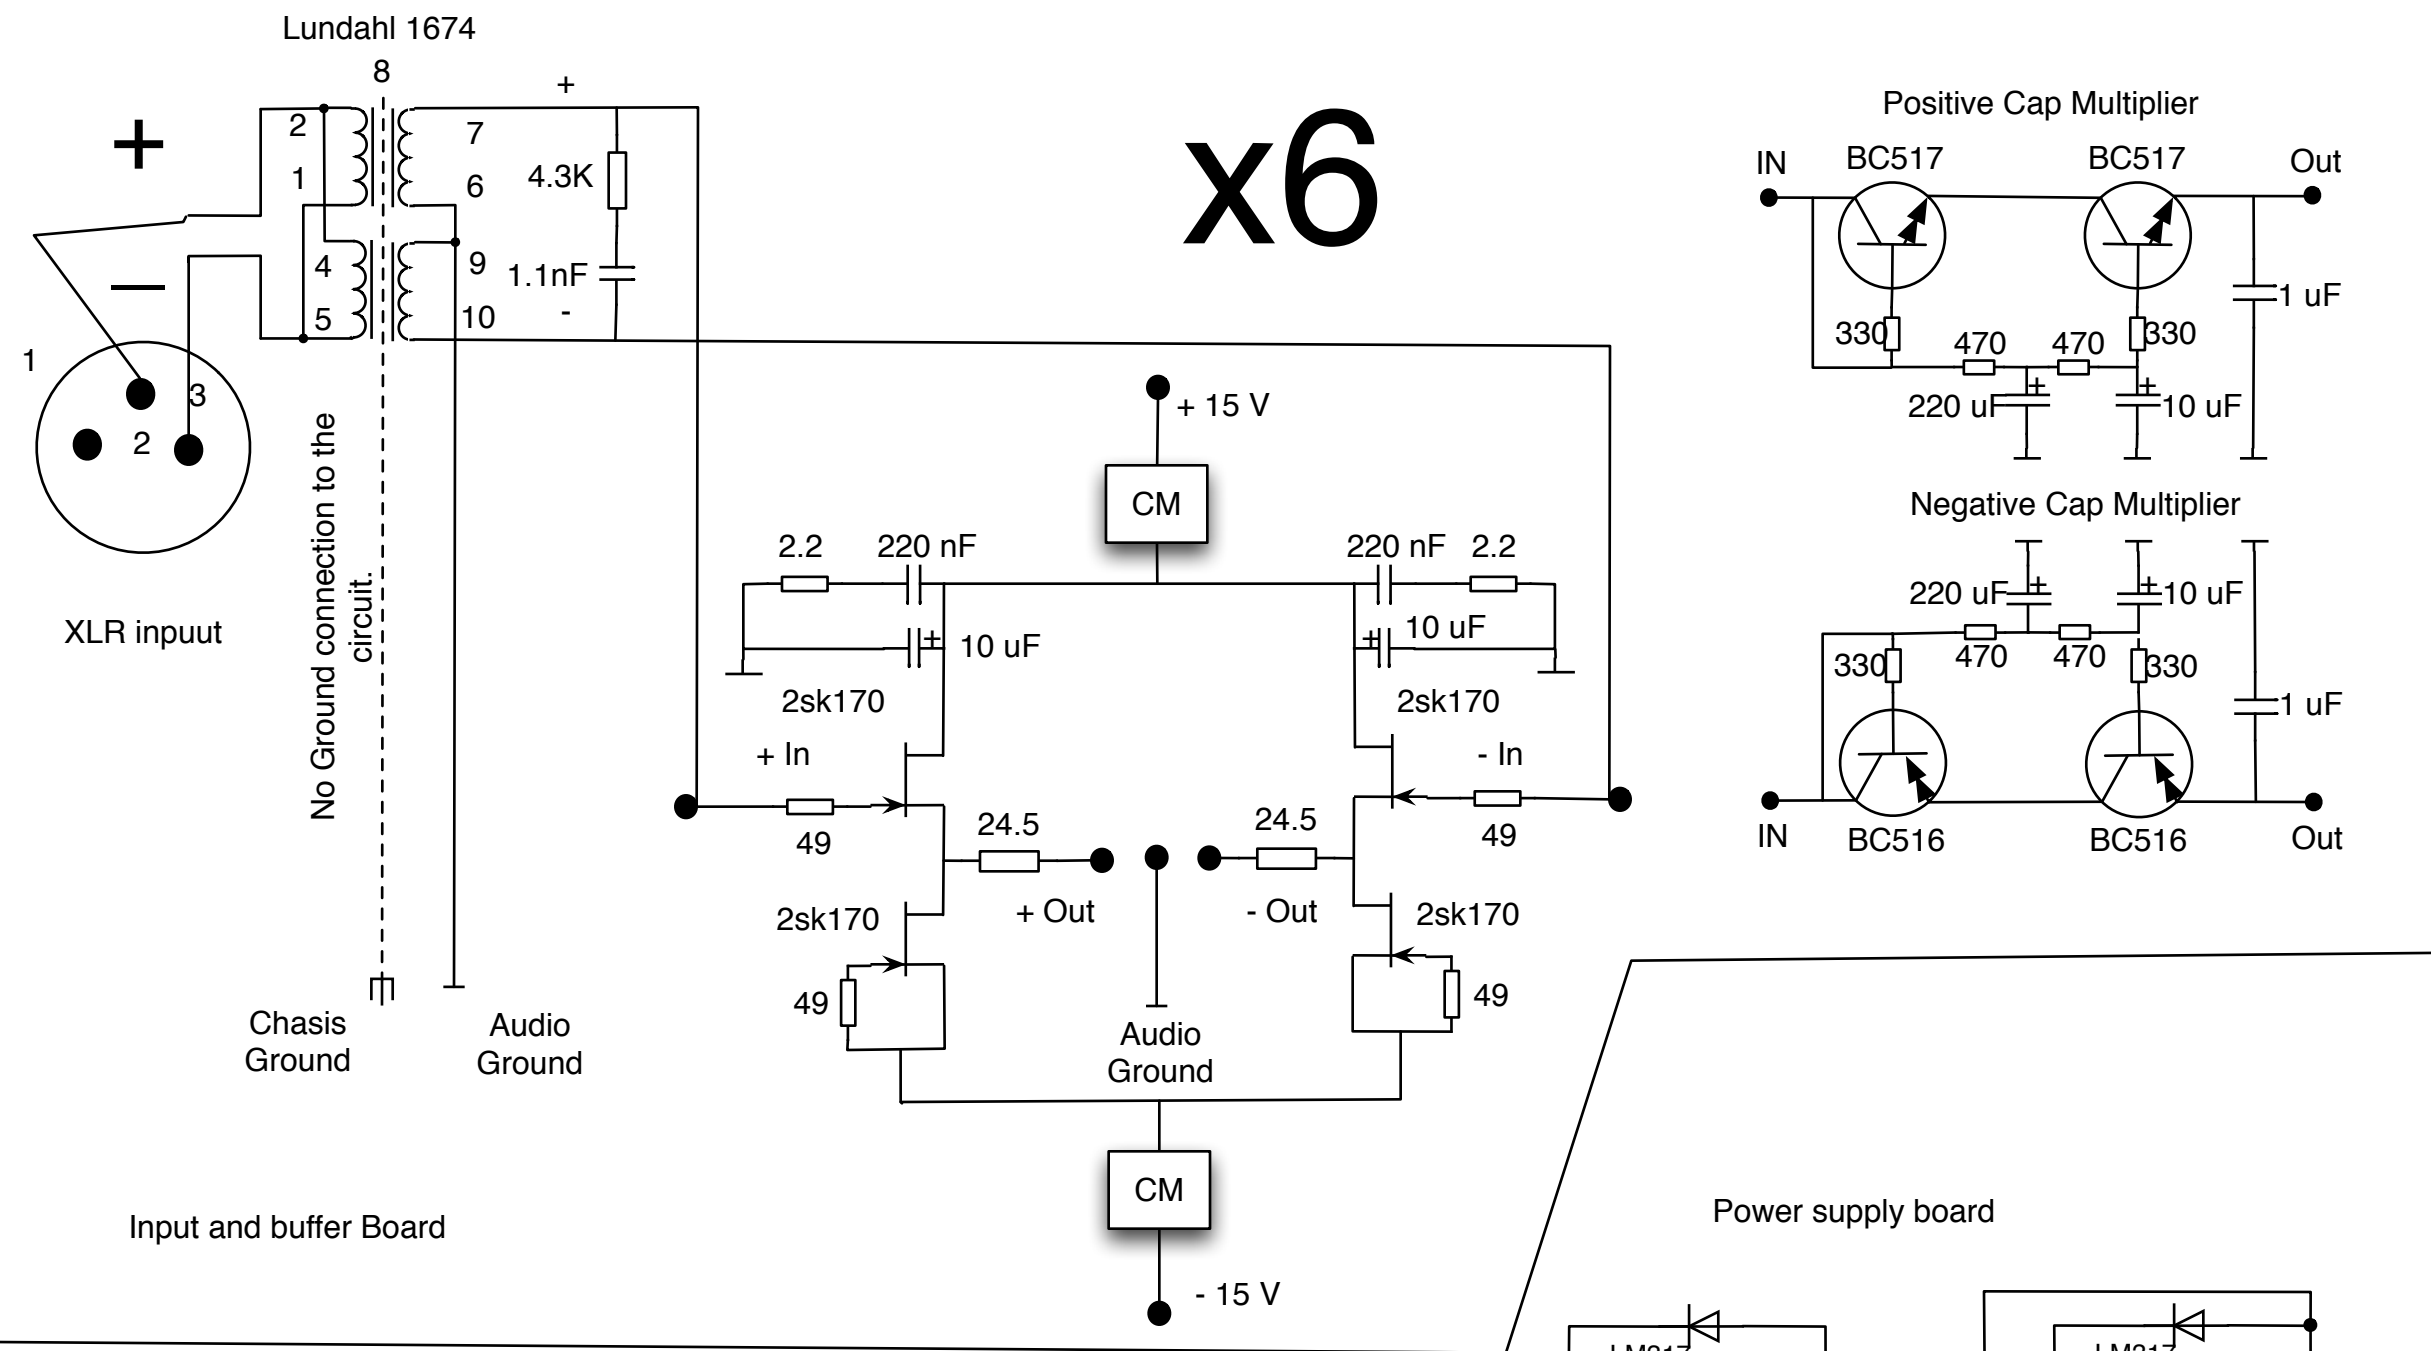 Lundahl 1674
8
+
+
2
7
1
6
4.3K
4
9
1.1nF
—
5
10
-
1
3
2
XLR inpuut
No Ground connection to the
circuit.
Chasis
Ground
Audio
Ground
Input and buffer Board
x6
+ 15 V
CM
2.2
220 nF
220 nF
2.2
+
10 uF
+
10 uF
2sk170
2sk170
+ In
- In
49
24.5
24.5
49
+ Out
- Out
2sk170
2sk170
49
49
Audio
Ground
CM
- 15 V
Positive Cap Multiplier
IN
BC517
BC517
Out
1 uF
330
470
470
330
220 uF
+
+
10 uF
Negative Cap Multiplier
220 uF
+
+
10 uF
330
470
470
330
1 uF
IN
BC516
BC516
Out
Power supply board
LM317
LM317